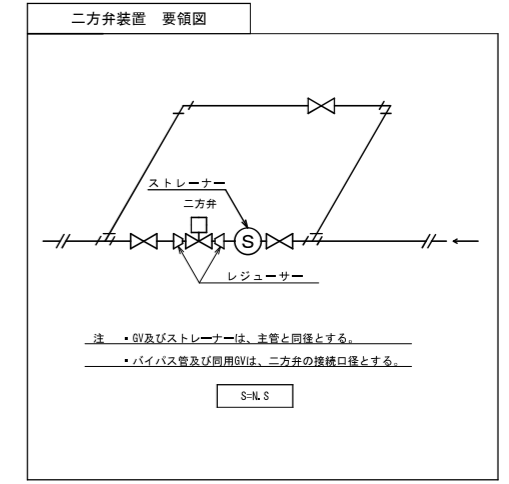 二方弁装置 要領図
ストレーナー
二方弁
S
レジューサー
注 ・GV及びストレーナーは、主管と同径とする。
・バイパス管及び同用GVは、二方弁の接続口径とする。
S=N.S